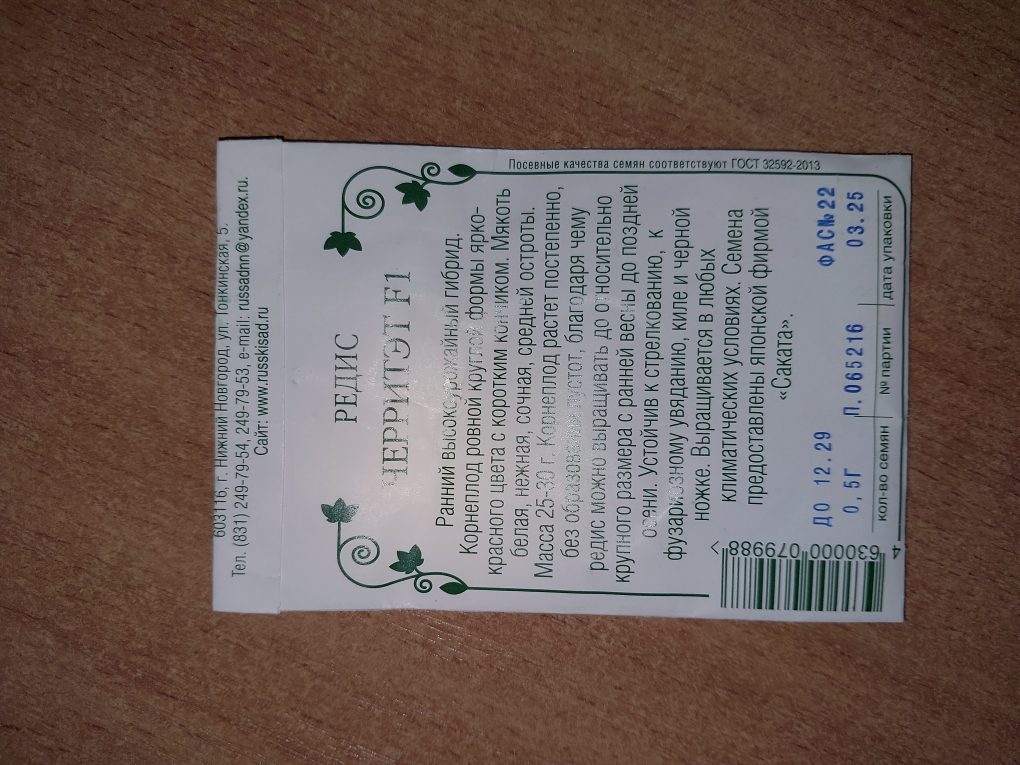 603116, г. Нижний Новгород, ул. Тонкинская, 5.
Тел. (831) 249-79-54, 249-79-53, e-mail: russadnn@yandex.ru.
Сайт: www.russkisad.ru
РЕДИС
ЧЕРРИТЭТ F1
Ранний высокоурожайный гибрид.
Корнеплод ровной круглой формы ярко-
красного цвета с коротким кончиком. Мякоть
белая, нежная, сочная, средней остроты.
Масса 25-30 г. Корнеплод растет постепенно,
без образования пустот, благодаря чему
редис можно выращивать до относительно
крупного размера с ранней весны до поздней
осени. Устойчив к стрелкованию, к
фузариозному увяданию, киле и черной
ножке. Выращивается в любых
климатических условиях. Семена
предоставлены японской фирмой
«Саката».
Посевные качества семян соответствуют ГОСТ 32592-2013
ДО 12.29 ФАС№22
0,5Г П.065216 03.25
кол-во семян № партии дата упаковки
4 630000 079988 >